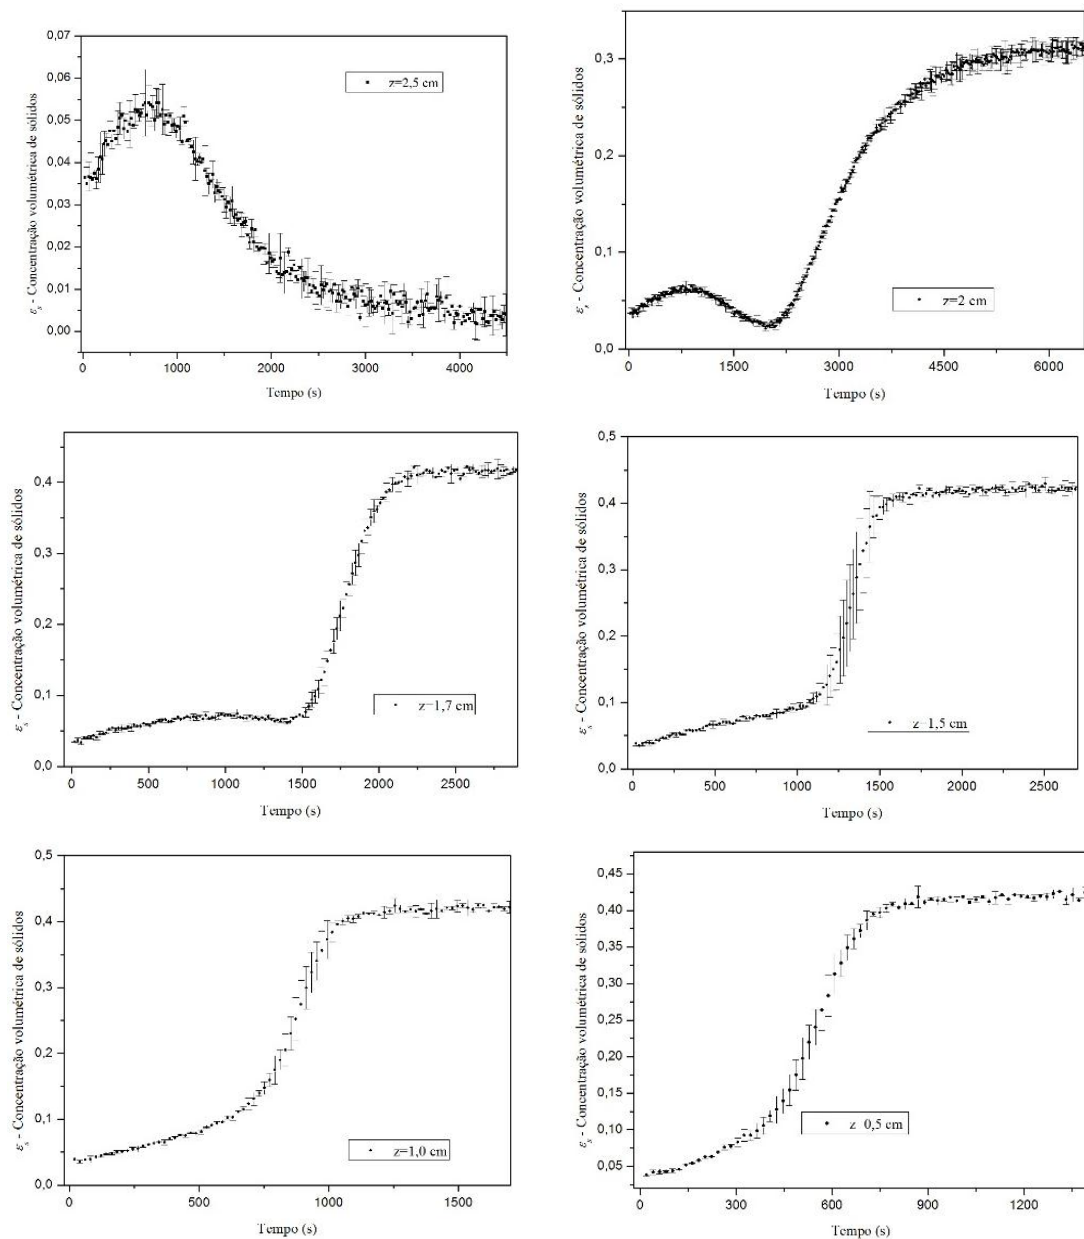 0,07
0,06
0,05
0,04
0,03
0,02
0,01
0,00
εs - Concentração volumétrica de sólidos
z=2,5 cm
0 1000 2000 3000 4000
Tempo (s)
0,3
0,2
0,1
0,0
εs - Concentração volumétrica de sólidos
z=2 cm
0 1500 3000 4500 6000
Tempo (s)
0,4
0,3
0,2
0,1
0,0
εs - Concentração volumétrica de sólidos
z=1,7 cm
0 500 1000 1500 2000 2500
Tempo (s)
0,5
0,4
0,3
0,2
0,1
0,0
εs - Concentração volumétrica de sólidos
z=1,5 cm
0 500 1000 1500 2000 2500
Tempo (s)
0,5
0,4
0,3
0,2
0,1
0,0
εs - Concentração volumétrica de sólidos
z=1,0 cm
0 500 1000 1500
Tempo (s)
0,45
0,40
0,35
0,30
0,25
0,20
0,15
0,10
0,05
εs - Concentração volumétrica de sólidos
z 0,5 cm
0 300 600 900 1200
Tempo (s)